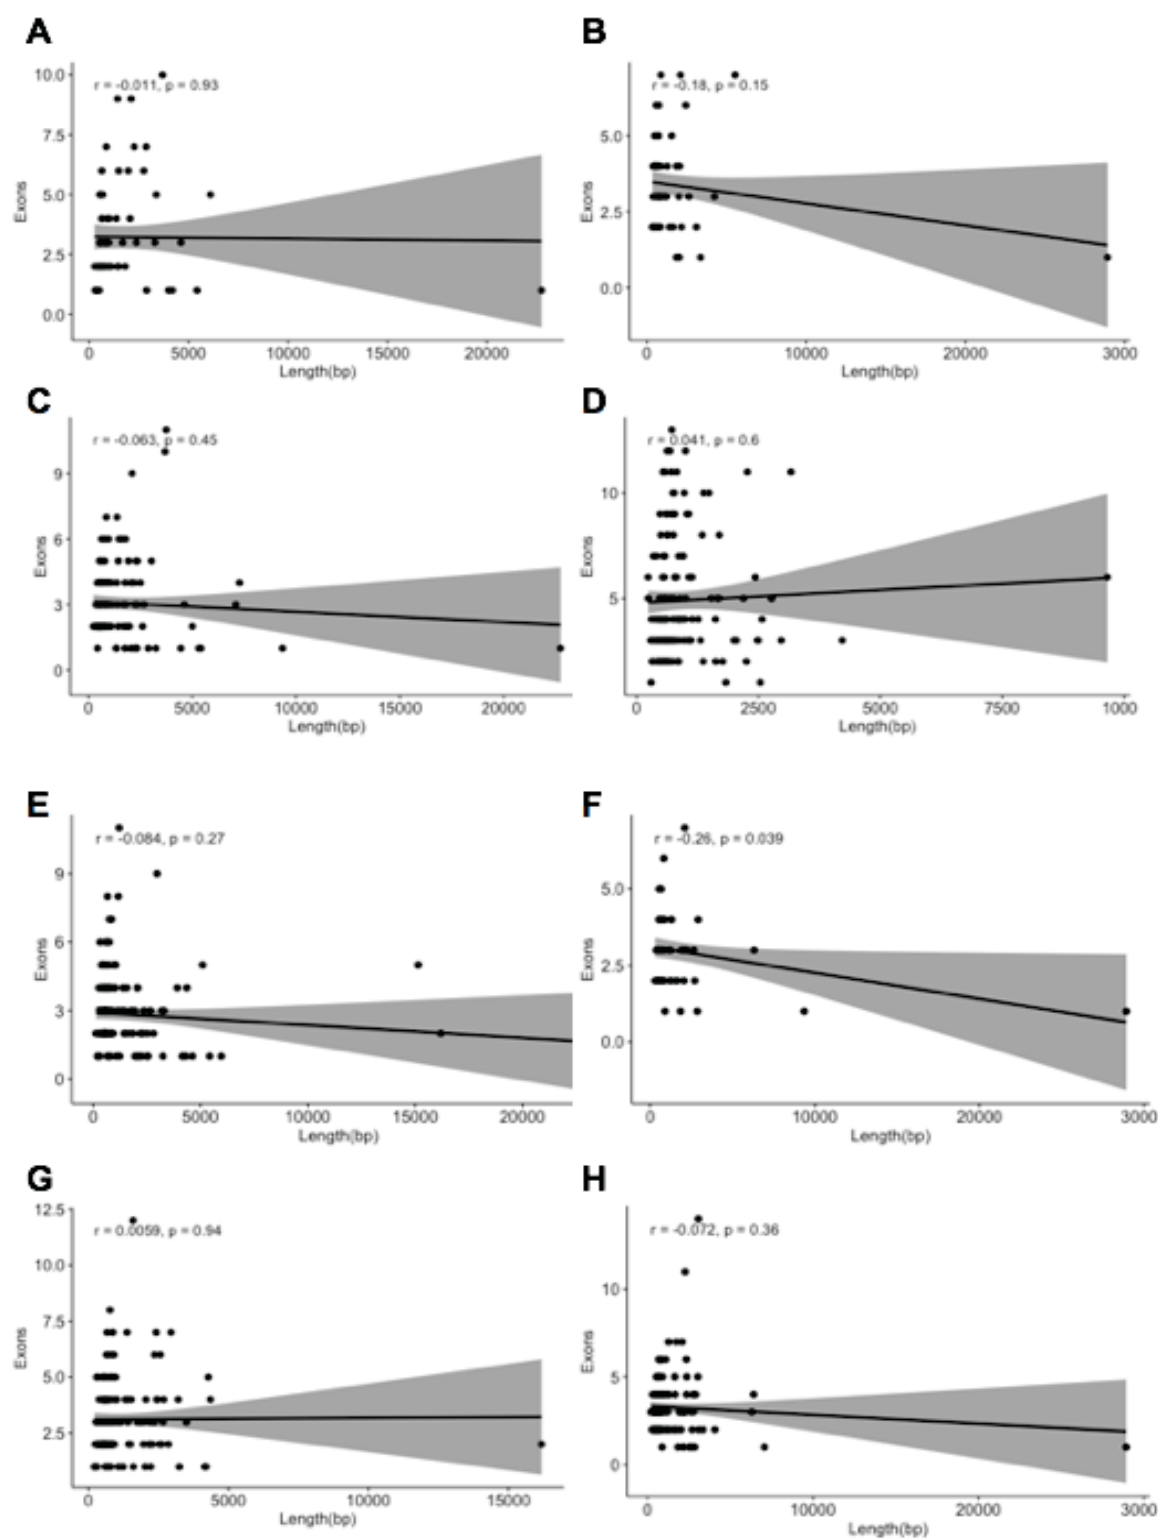 A
B
r = -0.011, p = 0.93
r = -0.18, p = 0.15
10.0
7.5
5.0
2.5
0.0
Exons
0 5000 10000 15000 20000
Length(bp)
5.0
2.5
0.0
Exons
0 10000 20000 3000
Length(bp)
C
D
r = -0.063, p = 0.45
r = 0.041, p = 0.6
9
6
3
0
Exons
0 5000 10000 15000 20000
Length(bp)
10
5
Exons
0 2500 5000 7500 1000
Length(bp)
E
F
r = -0.084, p = 0.27
r = -0.26, p = 0.039
9
6
3
0
Exons
0 5000 10000 15000 20000
Length(bp)
5.0
2.5
0.0
Exons
0 10000 20000 3000
Length(bp)
G
H
r = 0.0059, p = 0.94
r = -0.072, p = 0.36
12.5
10.0
7.5
5.0
2.5
Exons
0 5000 10000 15000
Length(bp)
10
5
0
Exons
0 10000 20000 3000
Length(bp)